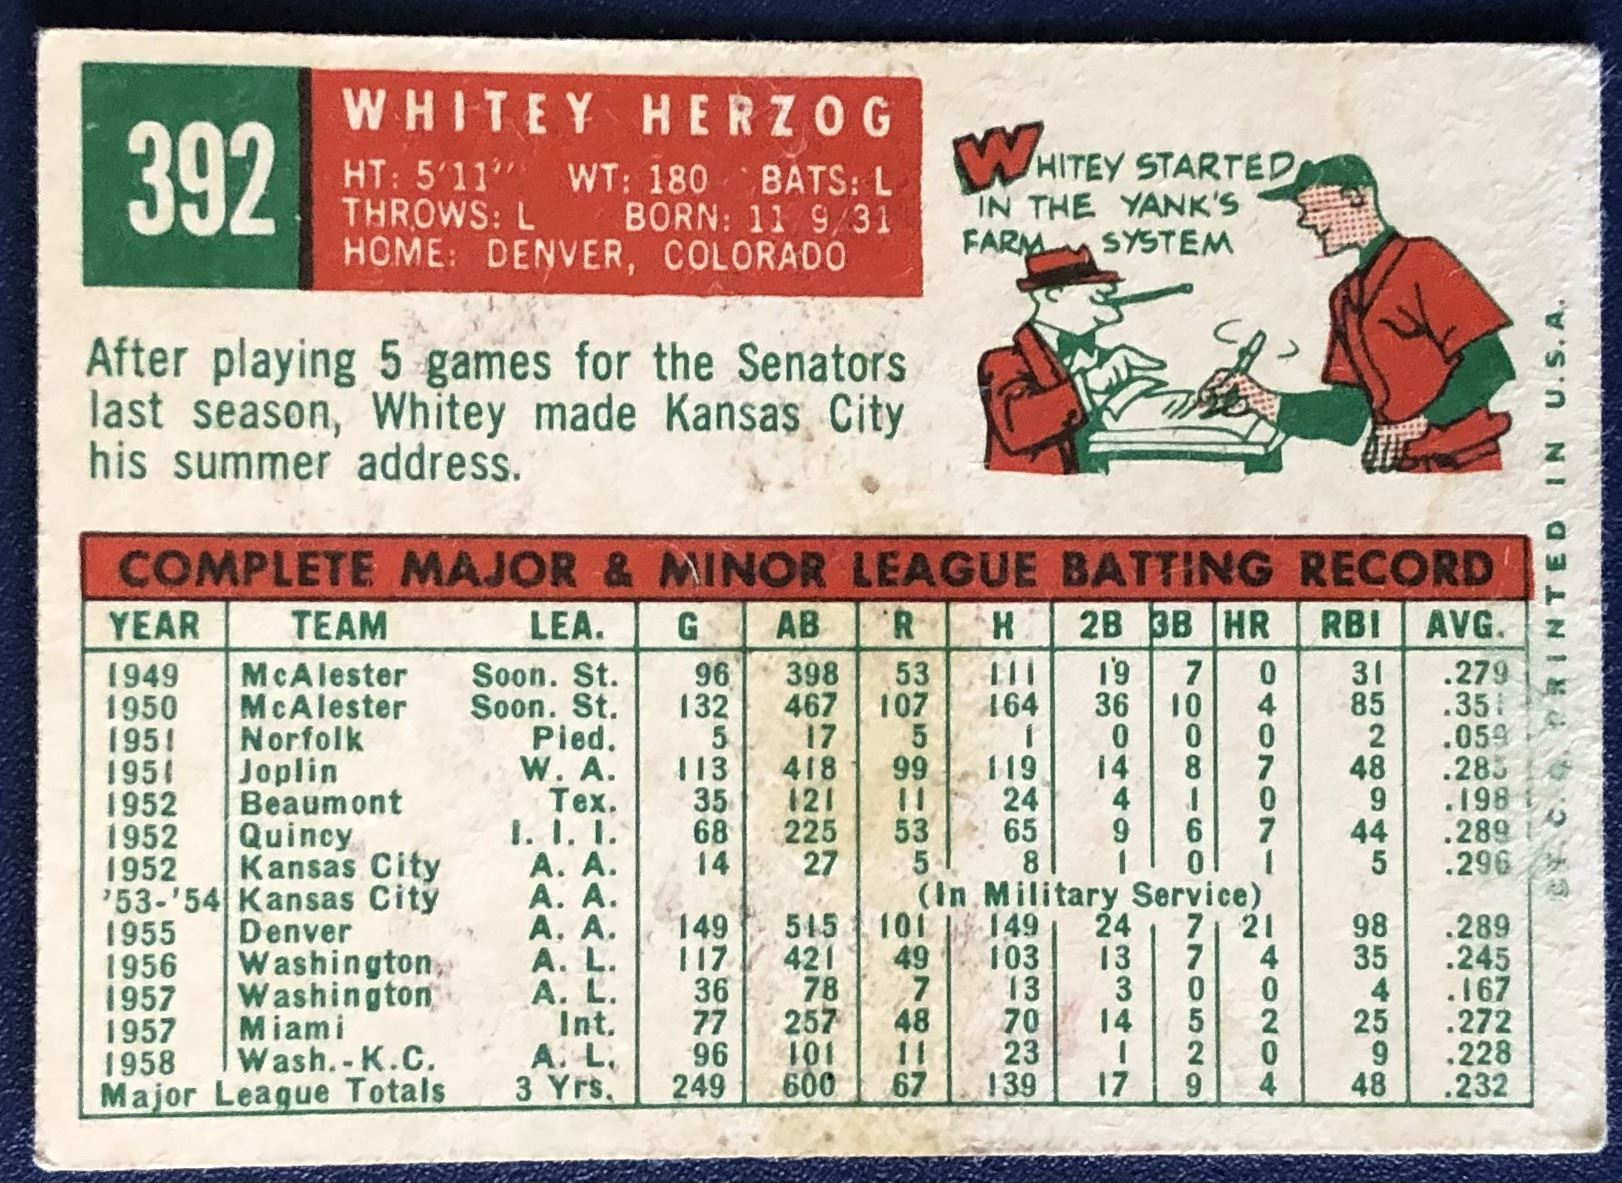 392
WHITEY HERZOG
HT: 5'11" WT: 180 BATS: L
THROWS: L BORN: 11 9/31
HOME: DENVER, COLORADO
WHITEY STARTED
IN THE YANK'S
FARM SYSTEM
After playing 5 games for the Senators
last season, Whitey made Kansas City
his summer address.
COMPLETE MAJOR & MINOR LEAGUE BATTING RECORD
YEAR TEAM LEA. G AB R H 2B 3B HR RBI AVG.
1949 McAlester Soon. St. 96 398 53 111 19 7 0 31 .279
1950 McAlester Soon. St. 132 467 107 164 36 10 4 85 .351
1951 Norfolk Pied. 5 17 5 1 0 0 0 2 .059
1951 Joplin W. A. 113 418 99 119 14 8 7 48 .285
1952 Beaumont Tex. 35 121 11 24 4 1 0 9 .198
1952 Quincy I. I. I. 68 225 53 65 9 6 7 44 .289
1952 Kansas City A. A. 14 27 5 8 1 0 1 5 .296
'53-'54 Kansas City A. A. (In Military Service)
1955 Denver A. A. 149 515 101 149 24 7 21 98 .289
1956 Washington A. L. 117 421 49 103 13 7 4 35 .245
1957 Washington A. L. 36 78 7 13 3 0 0 4 .167
1957 Miami Int. 77 257 48 70 14 5 2 25 .272
1958 Wash.-K.C. A. L. 96 101 11 23 1 2 0 9 .228
Major League Totals 3 Yrs. 249 600 67 139 17 9 4 48 .232
PRINTED IN U.S.A.